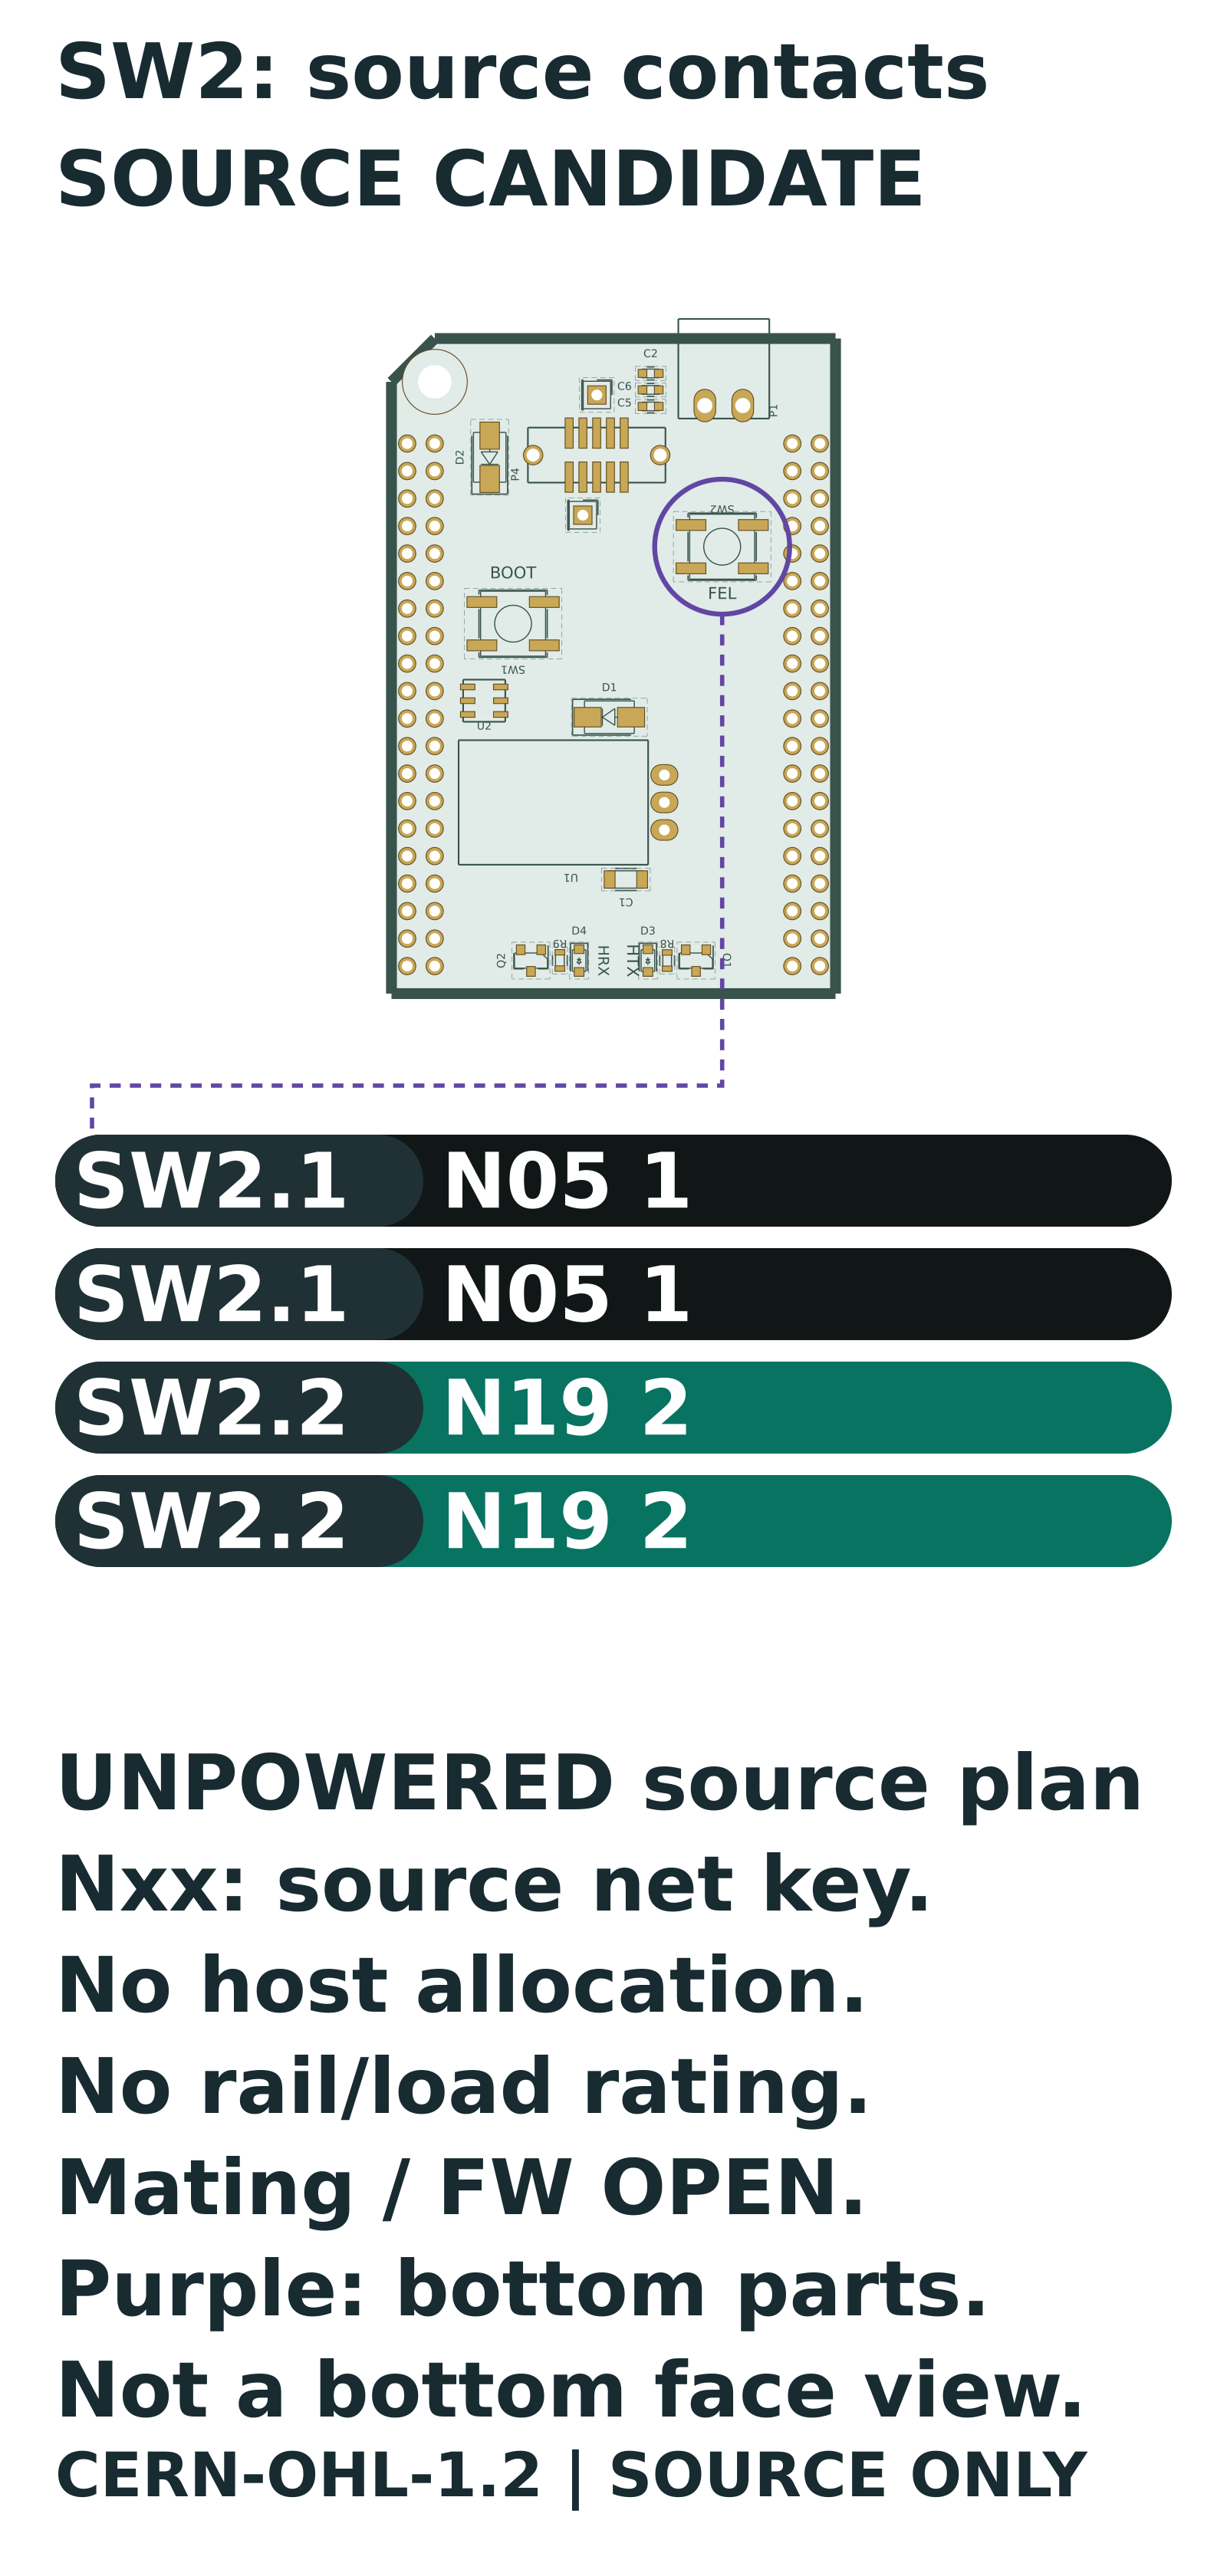 SW2: source contacts
SOURCE CANDIDATE
C2
C6
C5
P1
D2
P4
SW2
FEL
BOOT
SW1
U2
D1
U1
C1
D4
D3
R9
R8
Q2
HRX
HTX
Q1
SW2.1 N05 1
SW2.1 N05 1
SW2.2 N19 2
SW2.2 N19 2
UNPOWERED source plan
Nxx: source net key.
No host allocation.
No rail/load rating.
Mating / FW OPEN.
Purple: bottom parts.
Not a bottom face view.
CERN-OHL-1.2 | SOURCE ONLY